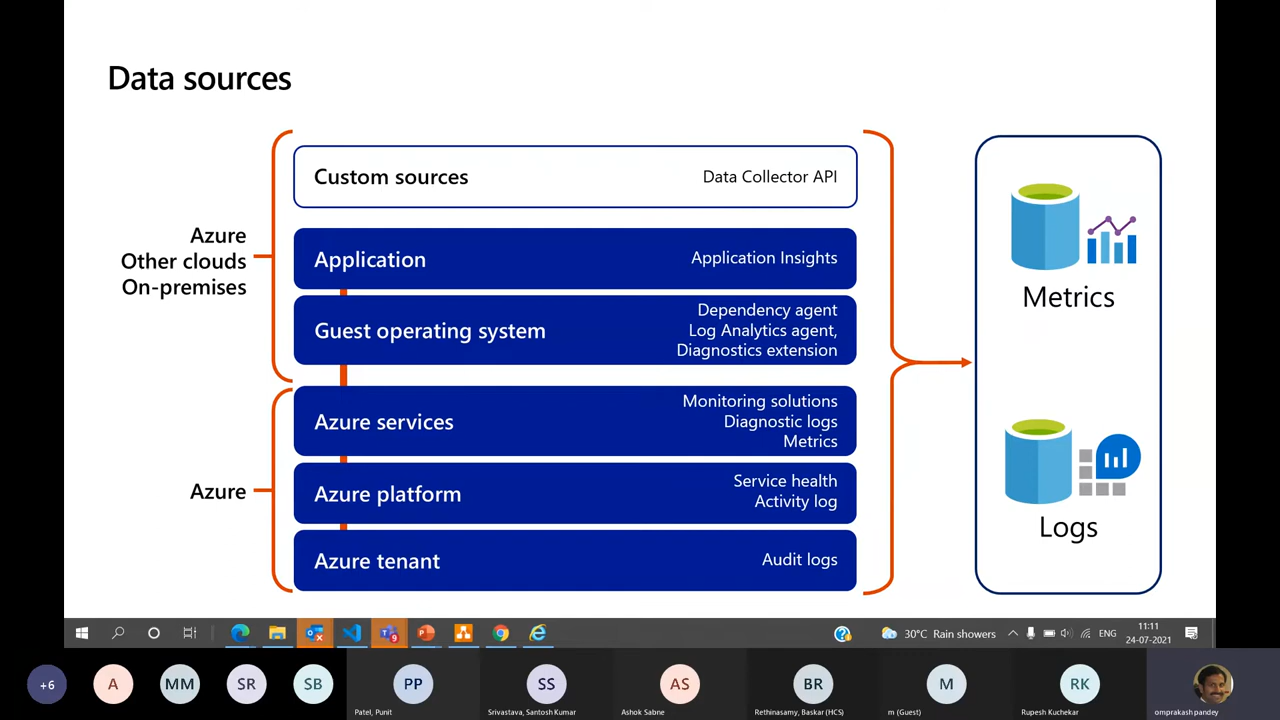 Data sources
Custom sources
Data Collector API
Azure
Other clouds
On-premises
Application
Application Insights
Guest operating system
Dependency agent
Log Analytics agent,
Diagnostics extension
Azure
Azure services
Monitoring solutions
Diagnostic logs
Metrics
Azure platform
Service health
Activity log
Azure tenant
Audit logs
Metrics
Logs
9
30°C Rain showers
ENG
11:11
24-07-2021
+6
A
MM
SR
SB
PP
Patel, Punit
SS
Srivastava, Santosh Kumar
AS
Ashok Sabne
BR
Rethinasamy, Baskar (HCS)
M
m (Guest)
RK
Rupesh Kuchekar
omprakash pandey